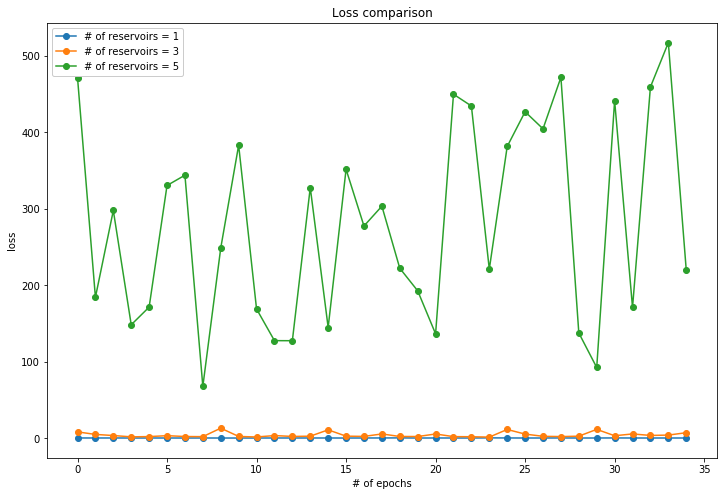 Loss comparison
# of reservoirs = 1
# of reservoirs = 3
# of reservoirs = 5
500
400
300
200
100
0
loss
0 5 10 15 20 25 30 35
# of epochs